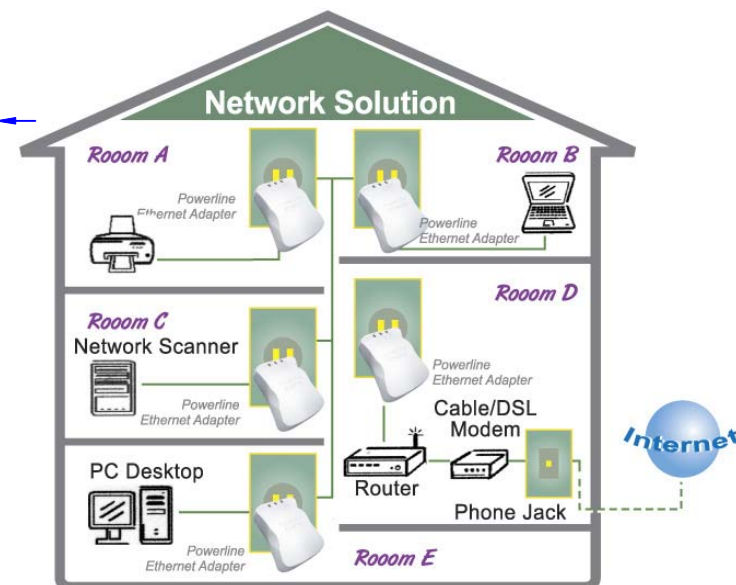 Network Solution
Rooom A
Rooom B
Powerline
Ethernet Adapter
Powerline
Ethernet Adapter
Rooom C
Network Scanner
Powerline
Ethernet Adapter
Rooom D
Powerline
Ethernet Adapter
Cable/DSL
Modem
Router
Phone Jack
Internet
PC Desktop
Powerline
Ethernet Adapter
Rooom E